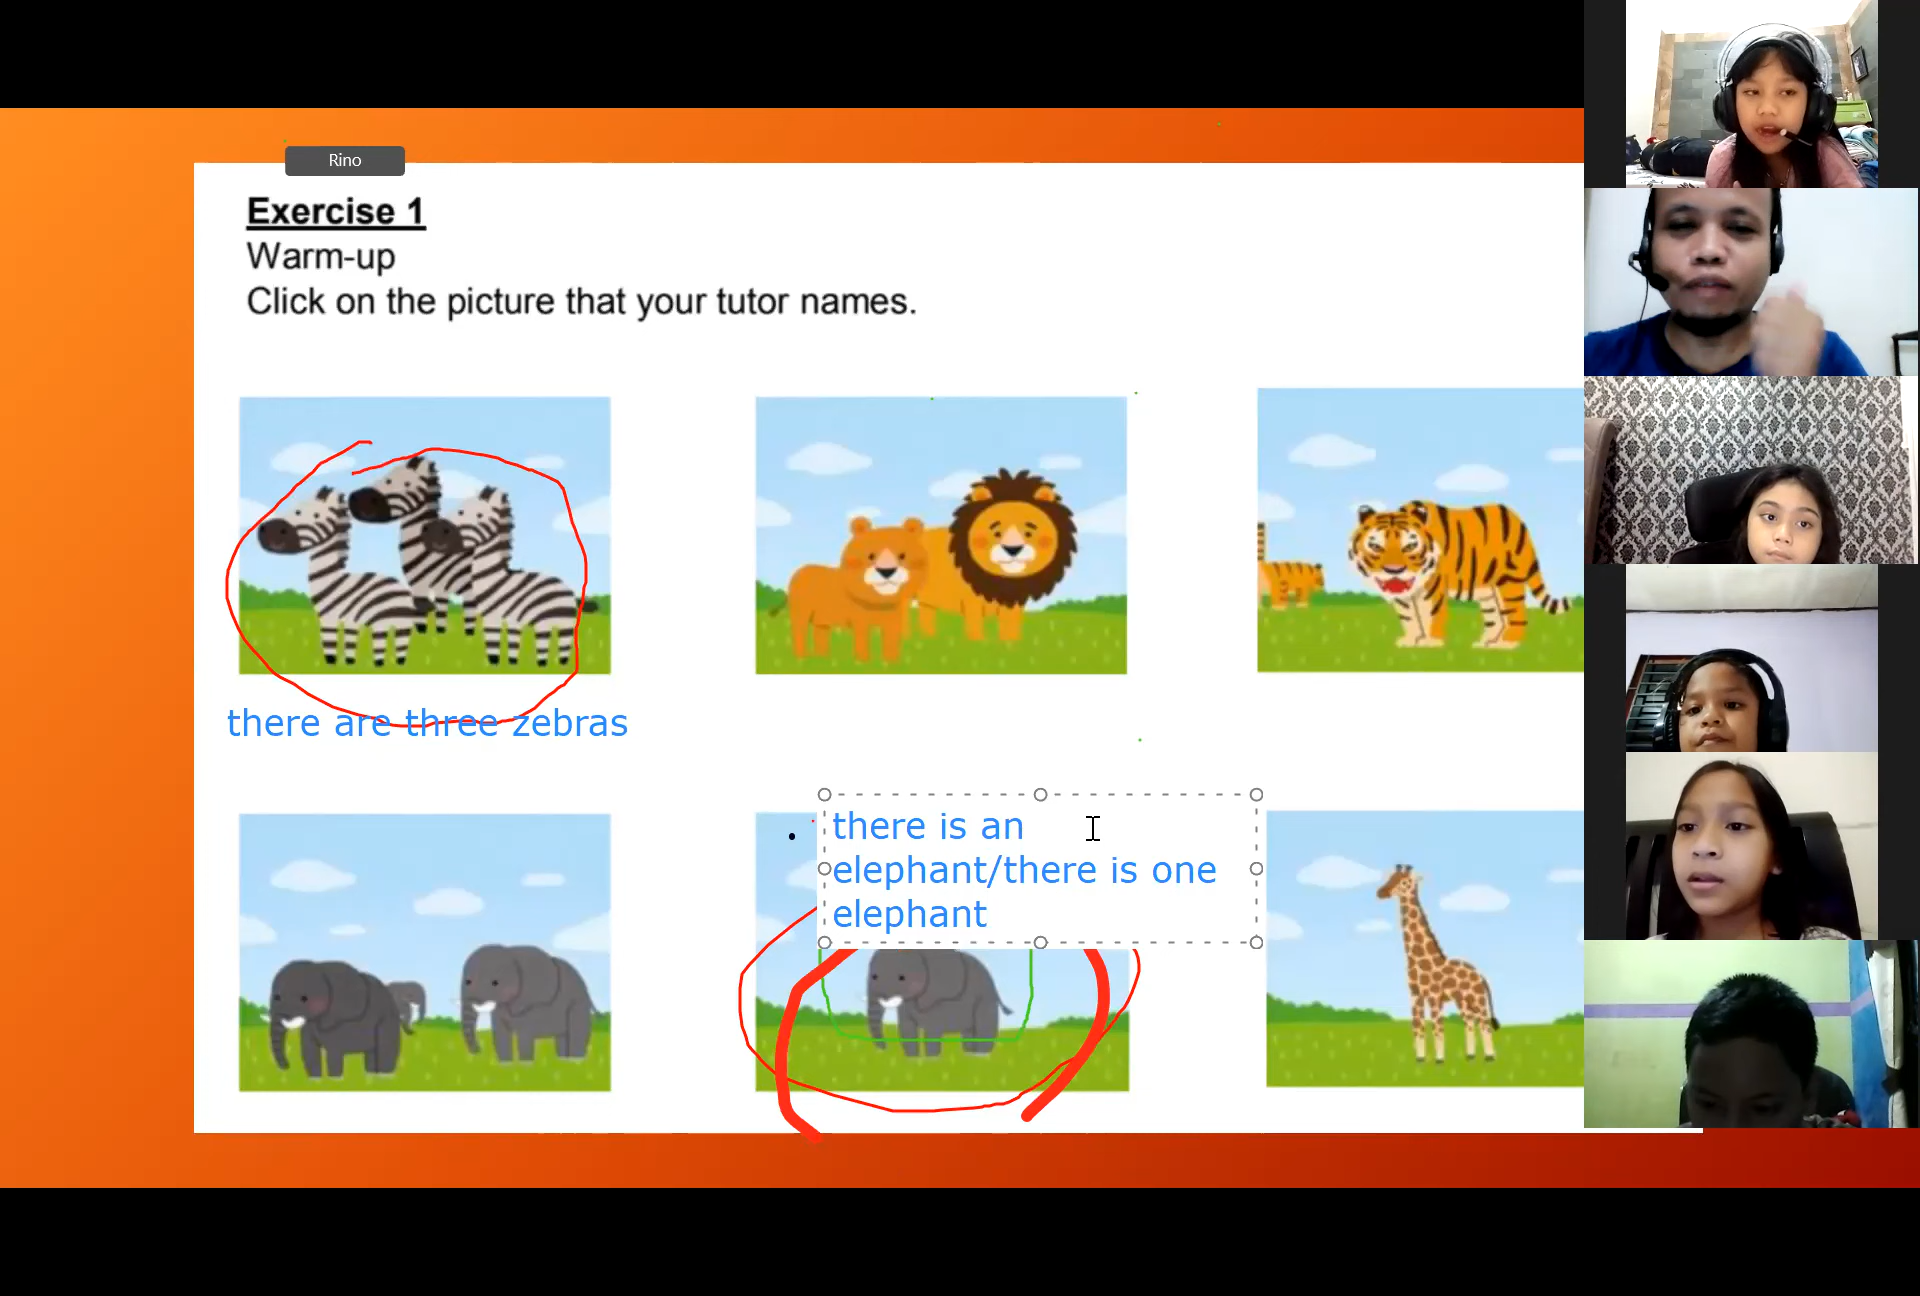 Rino
Exercise 1
Warm-up
Click on the picture that your tutor names.
there are three zebras
there is an
elephant/there is one
elephant